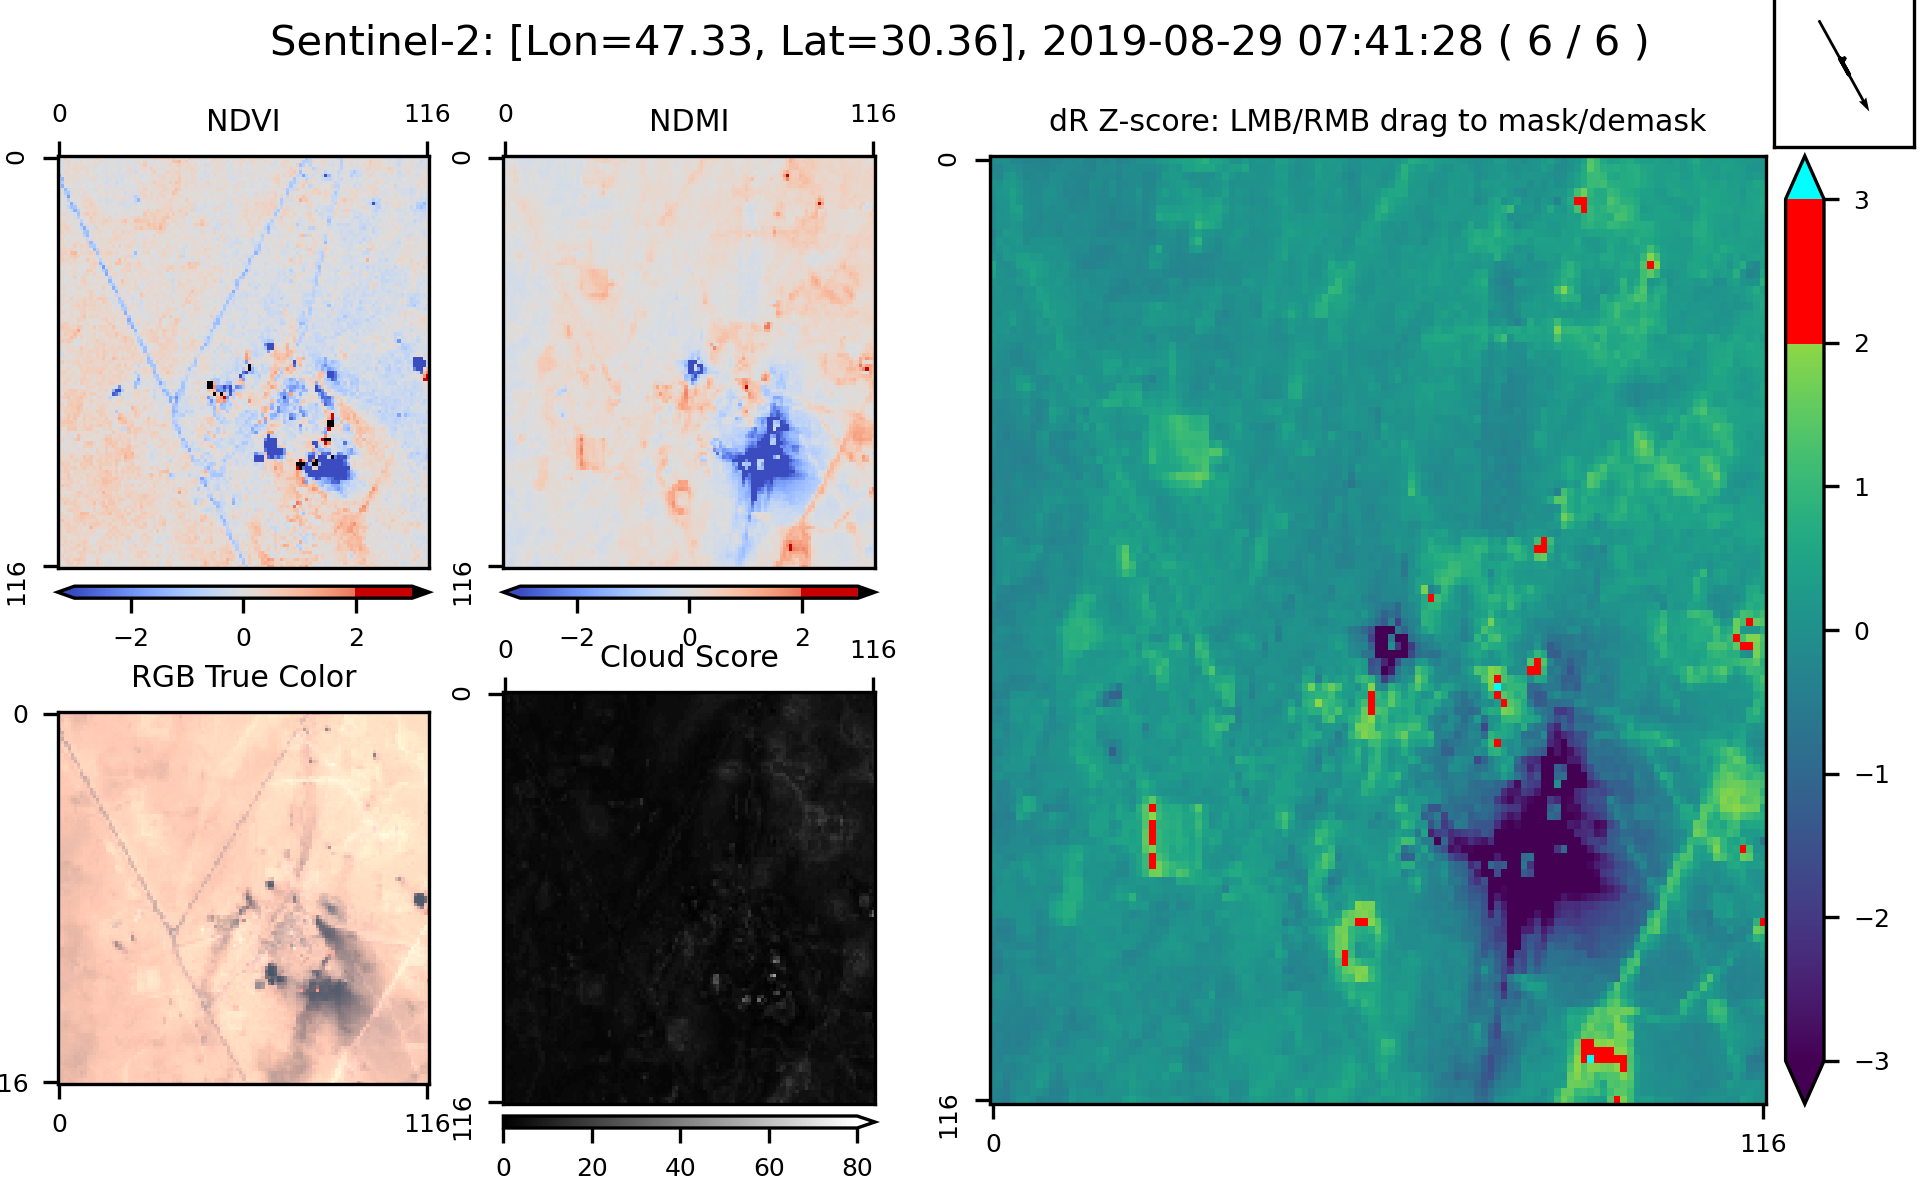 Sentinel-2: [Lon=47.33, Lat=30.36], 2019-08-29 07:41:28 ( 6 / 6 )
0 NDVI 116
0
116
−2 0 2
0 NDMI 116
0
116
−2 0 2
dR Z-score: LMB/RMB drag to mask/demask
0
116
0 116
3
2
1
0
−1
−2
−3
RGB True Color
0
16
0 116
0 Cloud Score 116
0
116
0 20 40 60 80